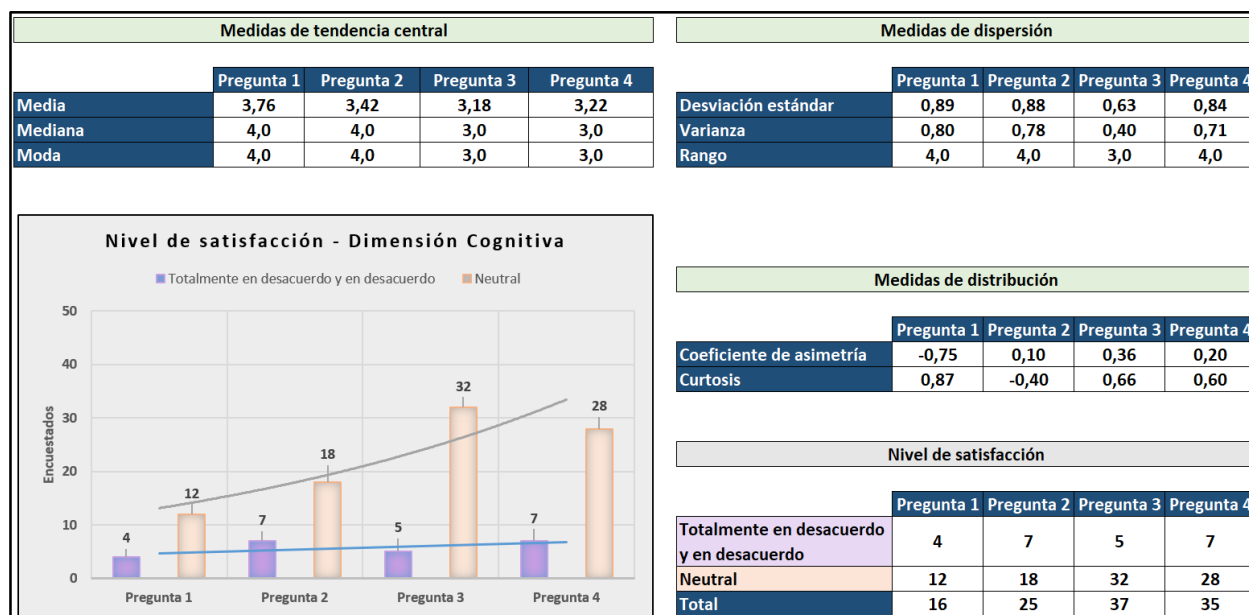 Medidas de tendencia central
Pregunta 1 Pregunta 2 Pregunta 3 Pregunta 4
Media 3,76 3,42 3,18 3,22
Mediana 4,0 4,0 3,0 3,0
Moda 4,0 4,0 3,0 3,0
Medidas de dispersión
Pregunta 1 Pregunta 2 Pregunta 3 Pregunta 4
Desviación estándar 0,89 0,88 0,63 0,84
Varianza 0,80 0,78 0,40 0,71
Rango 4,0 4,0 3,0 4,0
Nivel de satisfacción - Dimensión Cognitiva
Totalmente en desacuerdo y en desacuerdo Neutral
50
40
30
20
10
0
Encuestados
4 12 7 18 5 32 7 28
Pregunta 1 Pregunta 2 Pregunta 3 Pregunta 4
Medidas de distribución
Pregunta 1 Pregunta 2 Pregunta 3 Pregunta 4
Coeficiente de asimetría -0,75 0,10 0,36 0,20
Curtosis 0,87 -0,40 0,66 0,60
Nivel de satisfacción
Pregunta 1 Pregunta 2 Pregunta 3 Pregunta 4
Totalmente en desacuerdo
y en desacuerdo 4 7 5 7
Neutral 12 18 32 28
Total 16 25 37 35